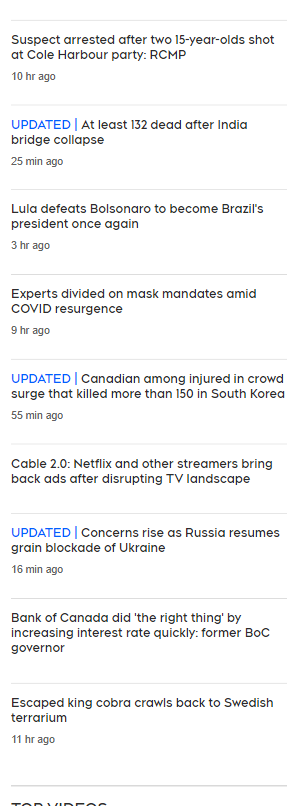 Suspect arrested after two 15-year-olds shot
at Cole Harbour party: RCMP
10 hr ago
UPDATED | At least 132 dead after India
bridge collapse
25 min ago
Lula defeats Bolsonaro to become Brazil's
president once again
3 hr ago
Experts divided on mask mandates amid
COVID resurgence
9 hr ago
UPDATED | Canadian among injured in crowd
surge that killed more than 150 in South Korea
55 min ago
Cable 2.0: Netflix and other streamers bring
back ads after disrupting TV landscape
UPDATED | Concerns rise as Russia resumes
grain blockade of Ukraine
16 min ago
Bank of Canada did 'the right thing' by
increasing interest rate quickly: former BoC
governor
Escaped king cobra crawls back to Swedish
terrarium
11 hr ago
TOP VIDEOS